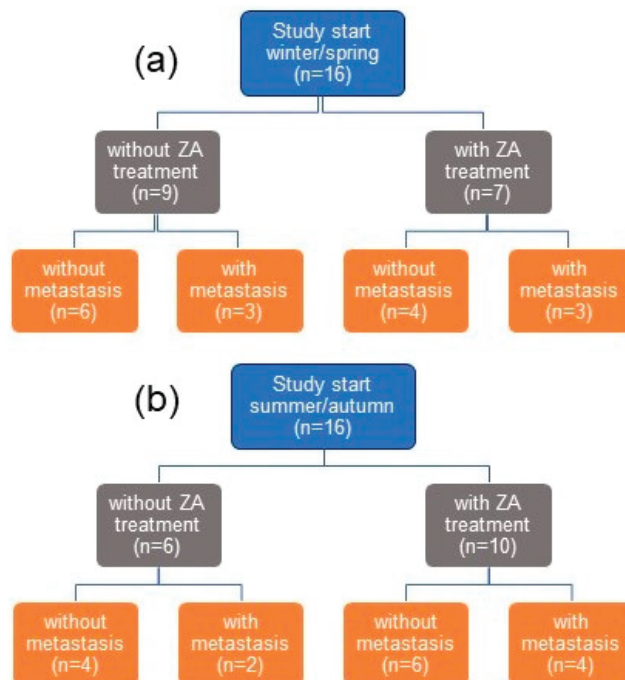 (a)
Study start
winter/spring
(n=16)
without ZA
treatment
(n=9)
with ZA
treatment
(n=7)
without
metastasis
(n=6)
with
metastasis
(n=3)
without
metastasis
(n=4)
with
metastasis
(n=3)
(b)
Study start
summer/autumn
(n=16)
without ZA
treatment
(n=6)
with ZA
treatment
(n=10)
without
metastasis
(n=4)
with
metastasis
(n=2)
without
metastasis
(n=6)
with
metastasis
(n=4)